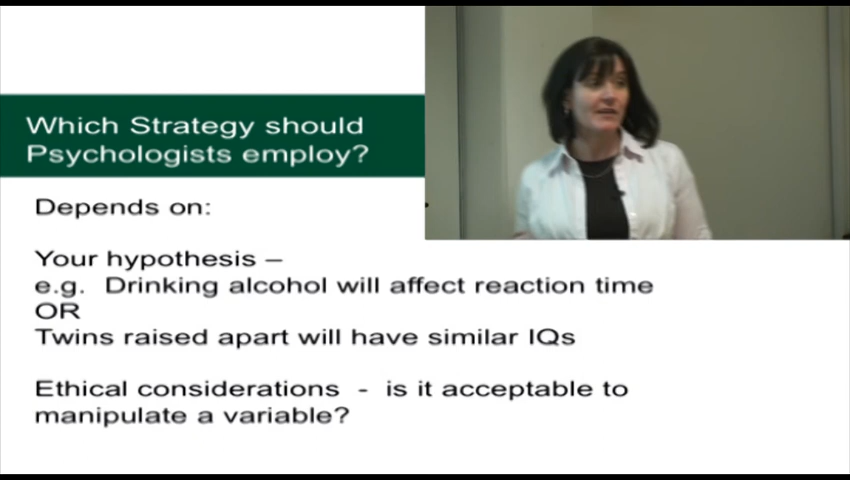 Which Strategy should
Psychologists employ?
Depends on:
Your hypothesis –
e.g. Drinking alcohol will affect reaction time
OR
Twins raised apart will have similar IQs
Ethical considerations - is it acceptable to
manipulate a variable?